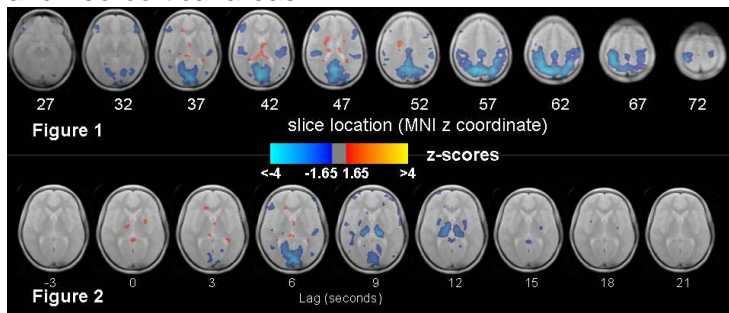 27 32 37 42 47 52 57 62 67 72
Figure 1
slice location (MNI z coordinate)
z-scores
<-4 -1.65 1.65 >4
-3 0 3 6 9 12 15 18 21
Figure 2
Lag (seconds)